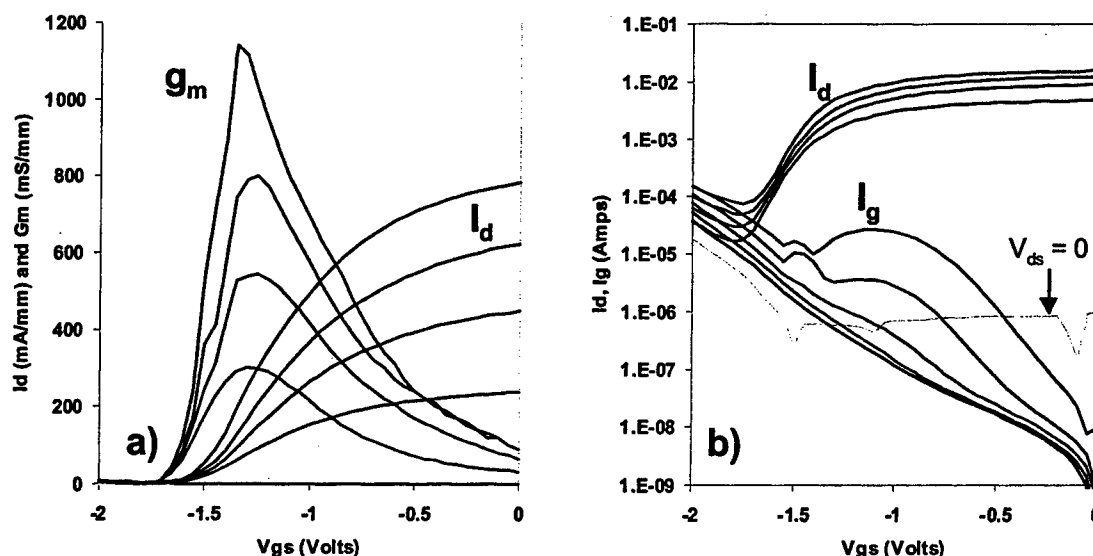 1200
1000
800
600
400
200
0
-2
-1.5
-1
-0.5
0
Id (mA/mm) and Gm (mS/mm)
Vgs (Volts)
gm
Id
a)
1.E-01
1.E-02
1.E-03
1.E-04
1.E-05
1.E-06
1.E-07
1.E-08
1.E-09
-2
-1.5
-1
-0.5
0
Id, Ig (Amps)
Vgs (Volts)
Id
Ig
Vds = 0
b)